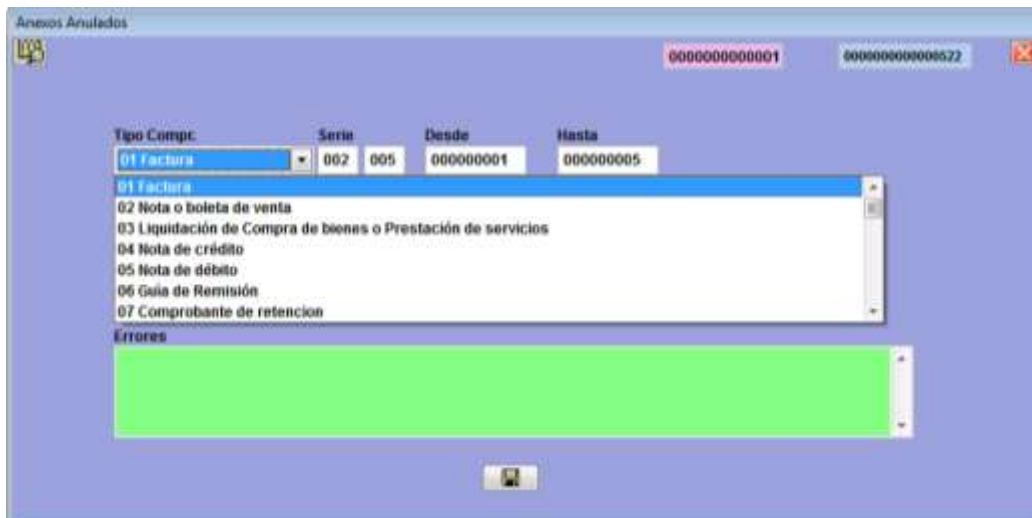 Anexos Anulados
0000000000001 0000000000000522
Tipo Compr. Serie Desde Hasta
01 Factura 002 005 000000001 000000005
01 Factura
02 Nota o boleta de venta
03 Liquidación de Compra de bienes o Prestación de servicios
04 Nota de crédito
05 Nota de débito
06 Guia de Remisión
07 Comprobante de retencion
Errores